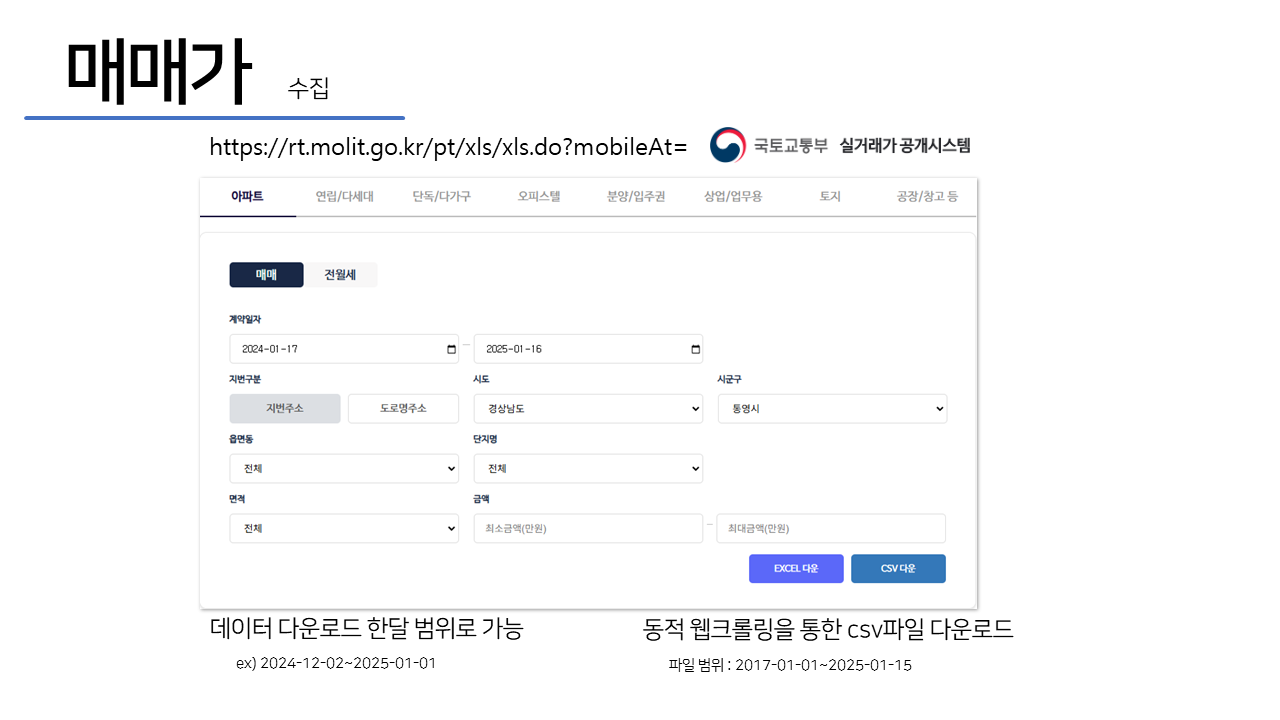 매매가 수집
https://rt.molit.go.kr/pt/xls/xls.do?mobileAt= 국토교통부 실거래가 공개시스템
아파트 연립/다세대 단독/다가구 오피스텔 분양/입주권 상업/업무용 토지 공장/창고 등
매매 전월세
계약일자
2024-01-17 - 2025-01-16
지번구분 시도 시군구
지번주소 도로명주소 경상남도 통영시
읍면동 단지명
전체 전체
면적 금액
전체 최소금액(만원) - 최대금액(만원)
EXCEL 다운 CSV 다운
데이터 다운로드 한달 범위로 가능 동적 웹크롤링을 통한 csv파일 다운로드
ex) 2024-12-02~2025-01-01 파일 범위 : 2017-01-01~2025-01-15